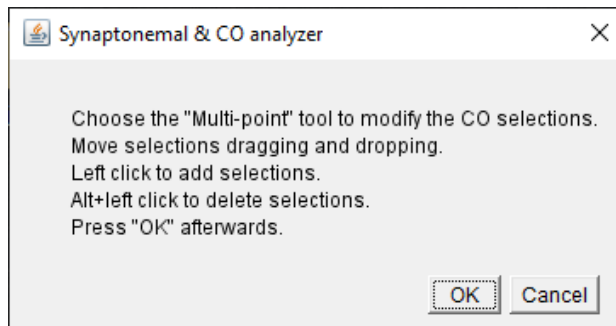 Synaptonemal & CO analyzer
Choose the "Multi-point" tool to modify the CO selections.
Move selections dragging and dropping.
Left click to add selections.
Alt+left click to delete selections.
Press "OK" afterwards.
OK Cancel